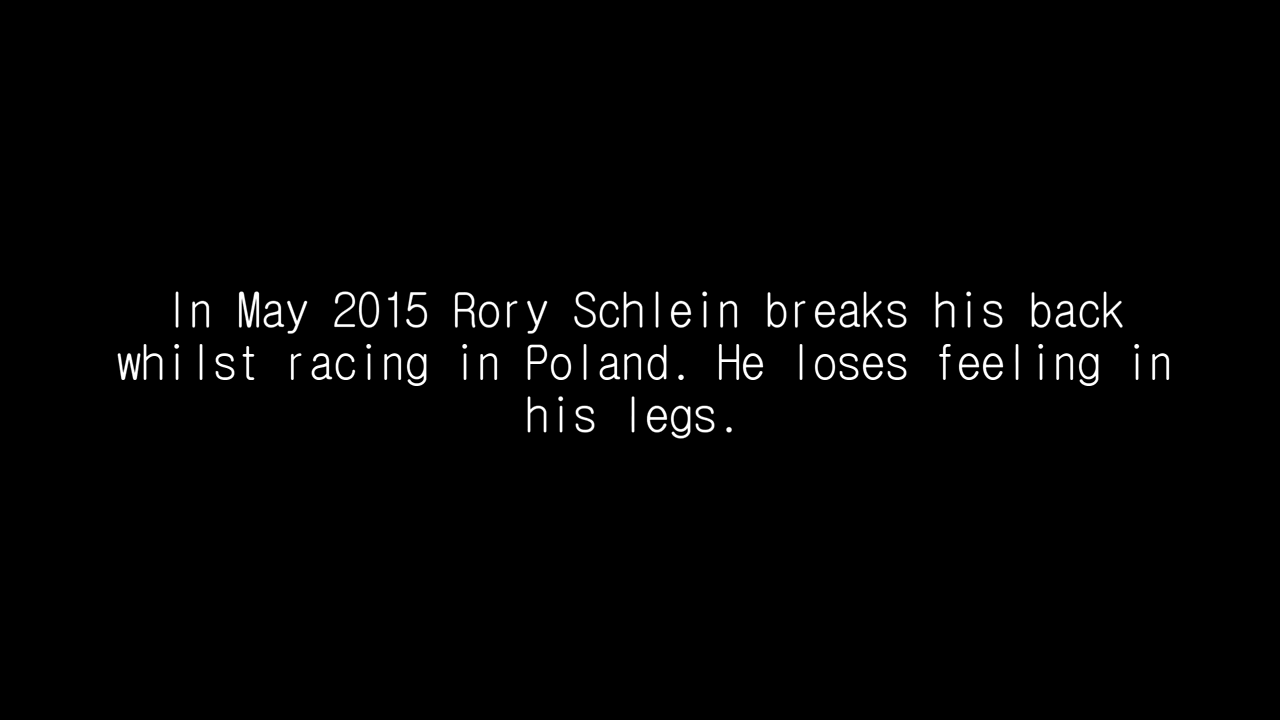 In May 2015 Rory Schlein breaks his back
whilst racing in Poland. He loses feeling in
his legs.